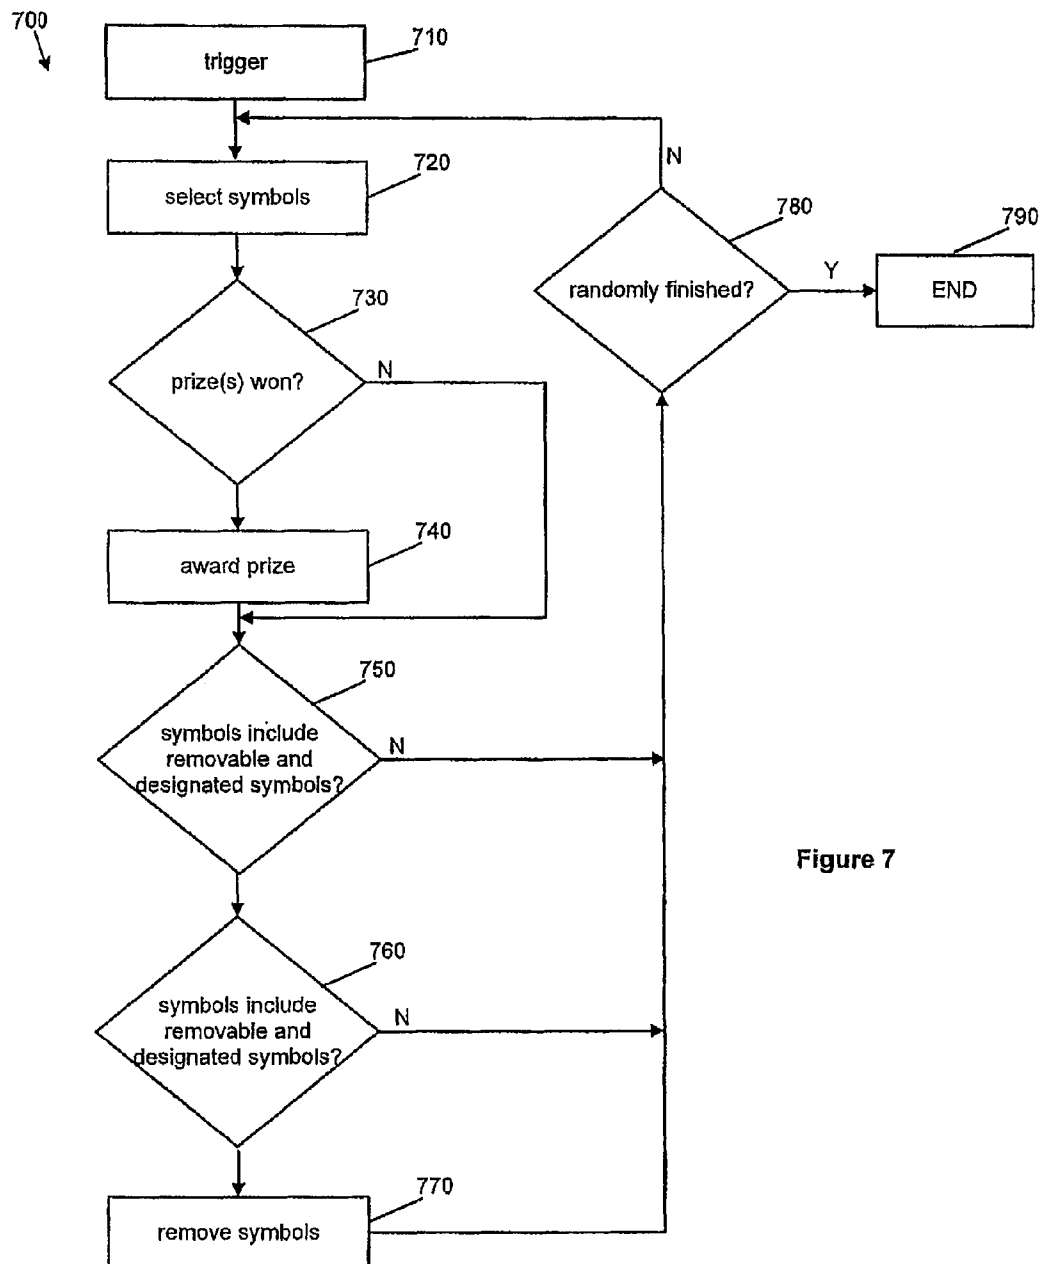 700
trigger
710
select symbols
720
prize(s) won?
730
N
award prize
740
symbols include
removable and
designated symbols?
750
N
symbols include
removable and
designated symbols?
760
N
remove symbols
770
N
randomly finished?
780
Y
END
790
Figure 7